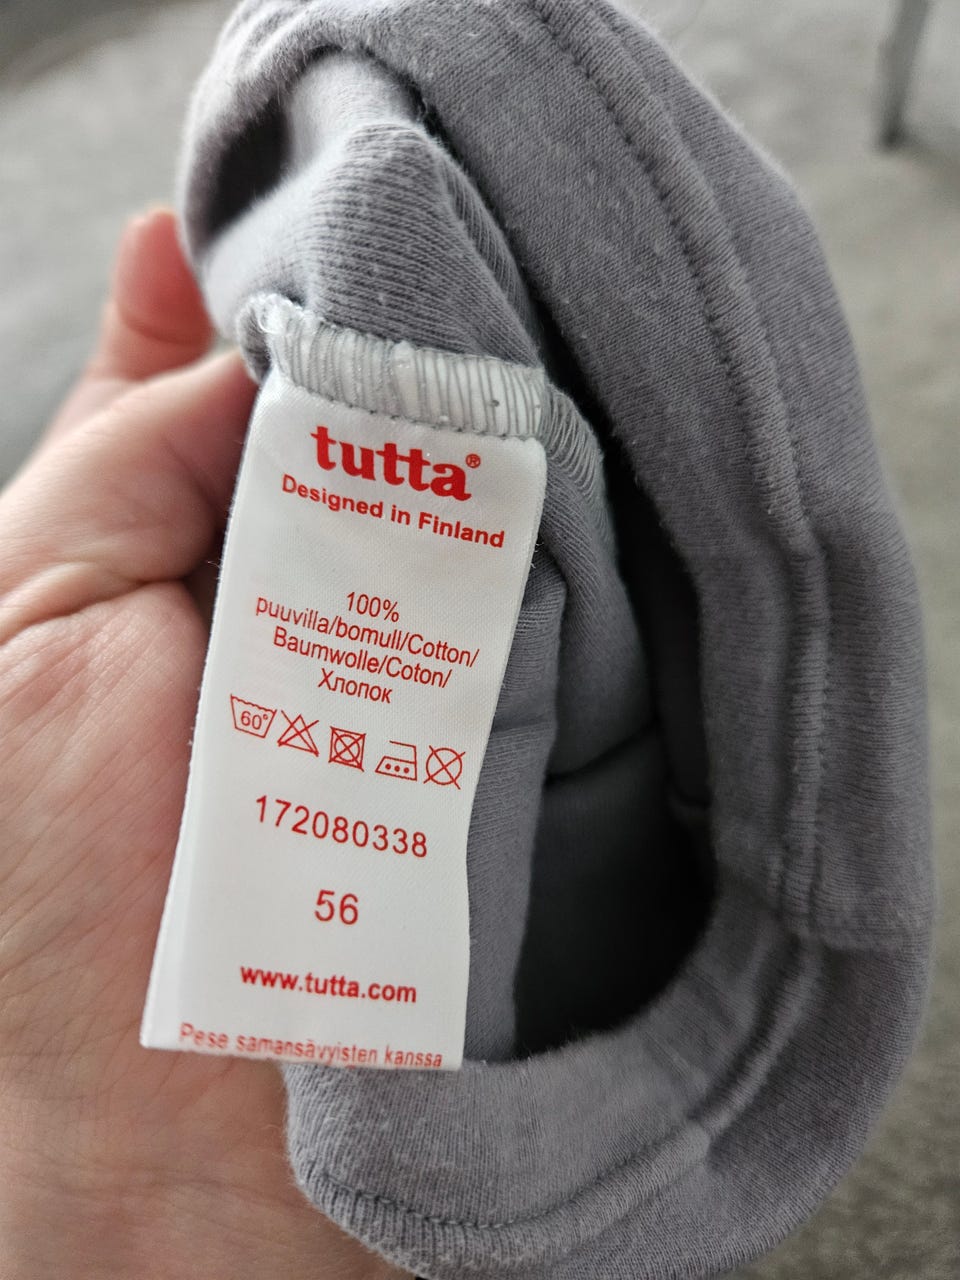 tutta®
Designed in Finland
100%
puuvilla/bomull/Cotton/
Baumwolle/Coton/
Хлопок
60°
172080338
56
www.tutta.com
Pese samansävyisten kanssa